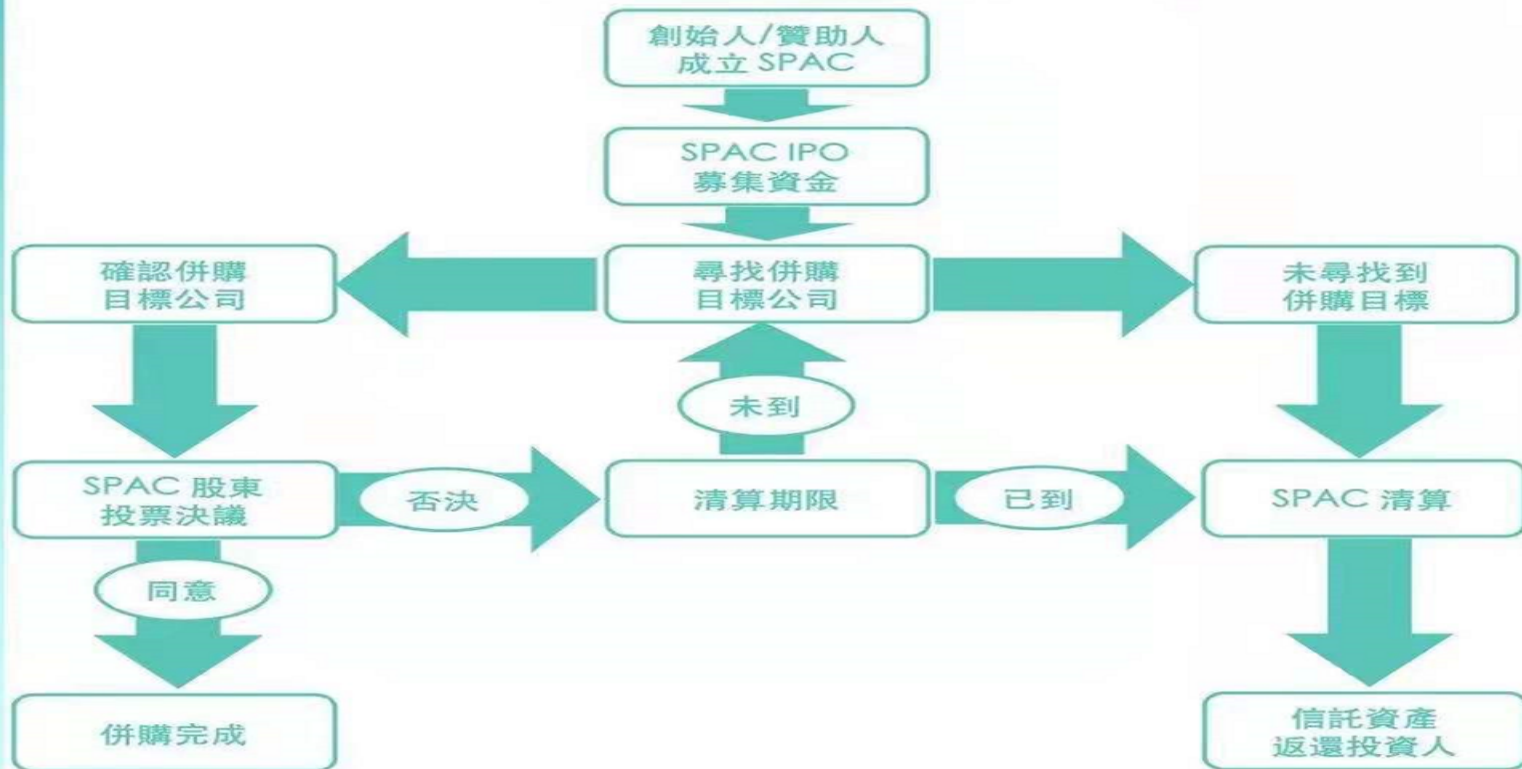 創始人/贊助人
成立 SPAC
SPAC IPO
募集資金
確認併購
目標公司
尋找併購
目標公司
未尋找到
併購目標
未到
SPAC 股東
投票決議
否決
清算期限
已到
SPAC 清算
同意
併購完成
信託資產
返還投資人